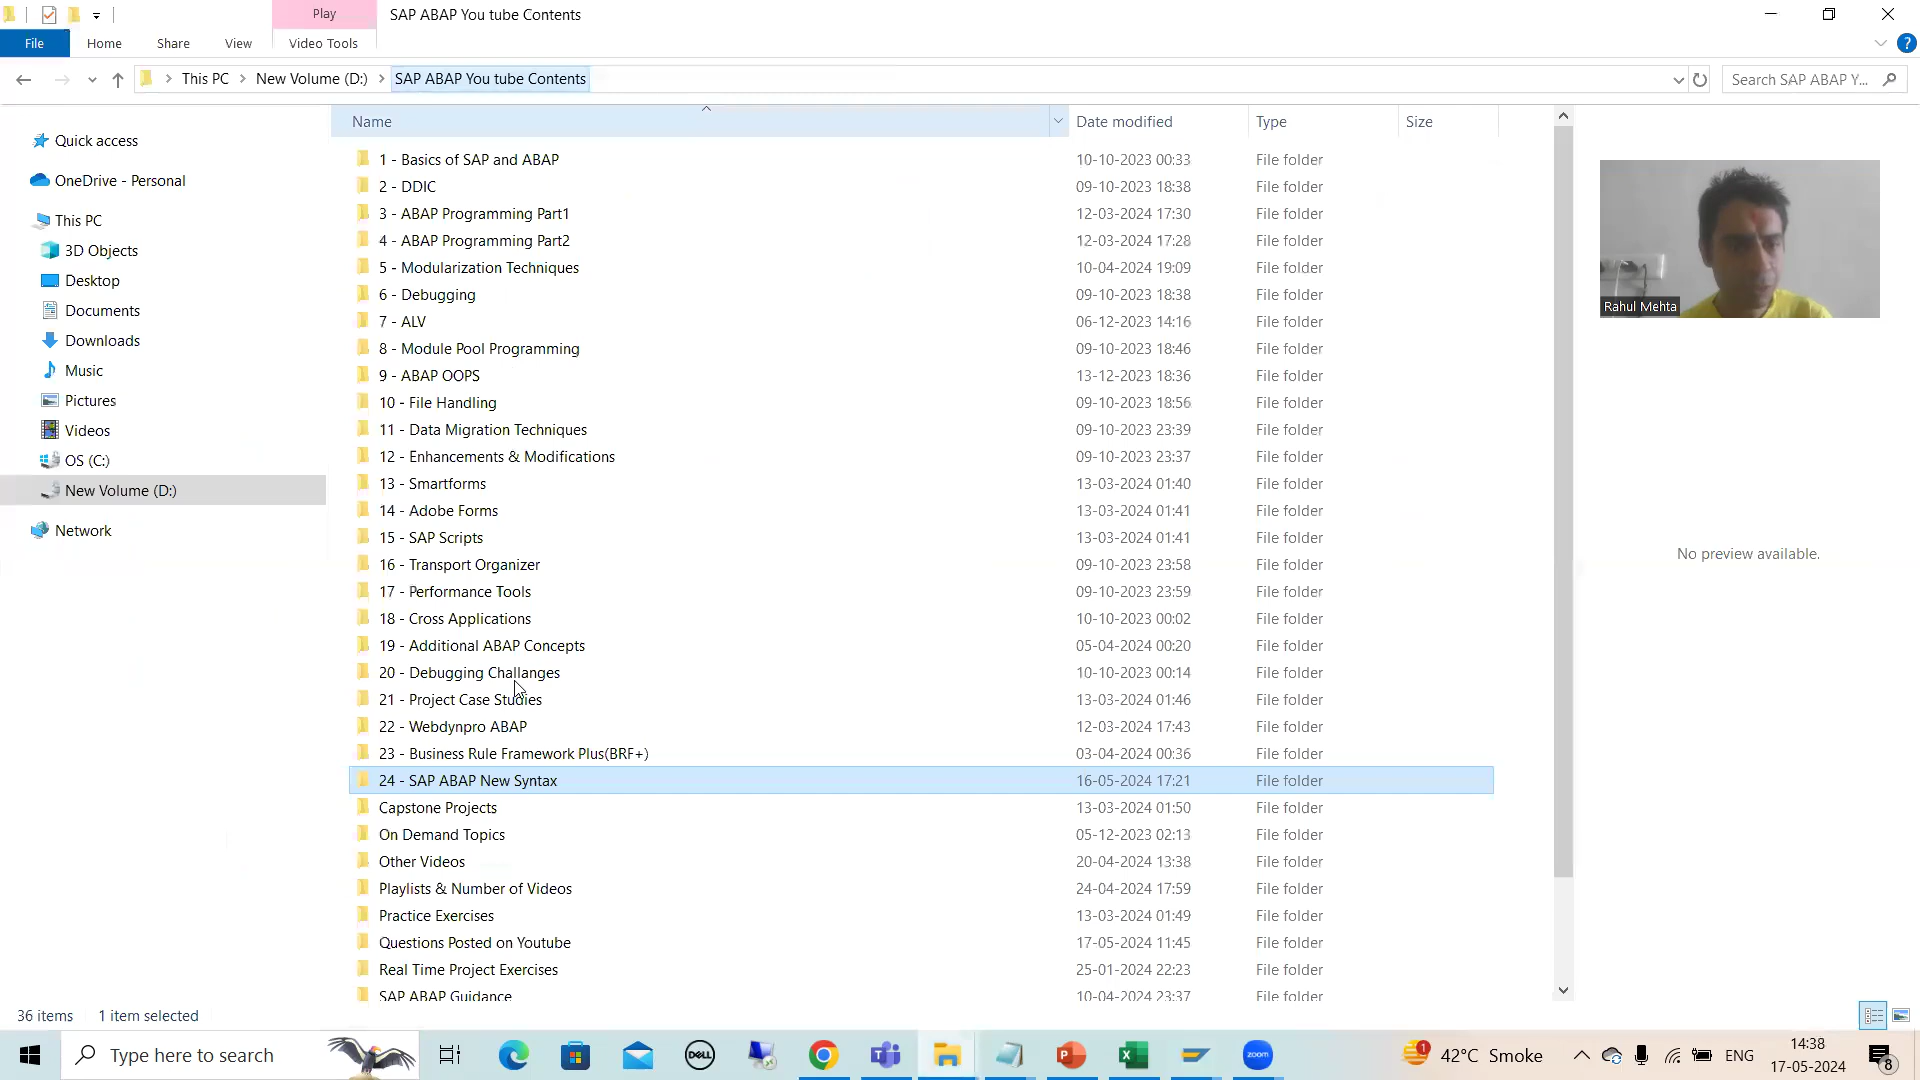 Play
SAP ABAP You tube Contents
File
Home
Share
View
Video Tools
?
This PC
New Volume (D:)
SAP ABAP You tube Contents
Search SAP ABAP Y...
Quick access
OneDrive - Personal
This PC
3D Objects
Desktop
Documents
Downloads
Music
Pictures
Videos
OS (C:)
New Volume (D:)
Network
Name Date modified Type Size
1 - Basics of SAP and ABAP 10-10-2023 00:33 File folder
2 - DDIC 09-10-2023 18:38 File folder
3 - ABAP Programming Part1 12-03-2024 17:30 File folder
4 - ABAP Programming Part2 12-03-2024 17:28 File folder
5 - Modularization Techniques 10-04-2024 19:09 File folder
6 - Debugging 09-10-2023 18:38 File folder
7 - ALV 06-12-2023 14:16 File folder
8 - Module Pool Programming 09-10-2023 18:46 File folder
9 - ABAP OOPS 13-12-2023 18:36 File folder
10 - File Handling 09-10-2023 18:56 File folder
11 - Data Migration Techniques 09-10-2023 23:39 File folder
12 - Enhancements & Modifications 09-10-2023 23:37 File folder
13 - Smartforms 13-03-2024 01:40 File folder
14 - Adobe Forms 13-03-2024 01:41 File folder
15 - SAP Scripts 13-03-2024 01:41 File folder
16 - Transport Organizer 09-10-2023 23:58 File folder
17 - Performance Tools 09-10-2023 23:59 File folder
18 - Cross Applications 10-10-2023 00:02 File folder
19 - Additional ABAP Concepts 05-04-2024 00:20 File folder
20 - Debugging Challanges 10-10-2023 00:14 File folder
21 - Project Case Studies 13-03-2024 01:46 File folder
22 - Webdynpro ABAP 12-03-2024 17:43 File folder
23 - Business Rule Framework Plus(BRF+) 03-04-2024 00:36 File folder
24 - SAP ABAP New Syntax 16-05-2024 17:21 File folder
Capstone Projects 13-03-2024 01:50 File folder
On Demand Topics 05-12-2023 02:13 File folder
Other Videos 20-04-2024 13:38 File folder
Playlists & Number of Videos 24-04-2024 17:59 File folder
Practice Exercises 13-03-2024 01:49 File folder
Questions Posted on Youtube 17-05-2024 11:45 File folder
Real Time Project Exercises 25-01-2024 22:23 File folder
SAP ABAP Guidance 10-04-2024 23:37 File folder
Rahul Mehta
No preview available.
36 items 1 item selected
Type here to search
DELL
zoom
1
42°C Smoke
ENG
14:38
17-05-2024
8